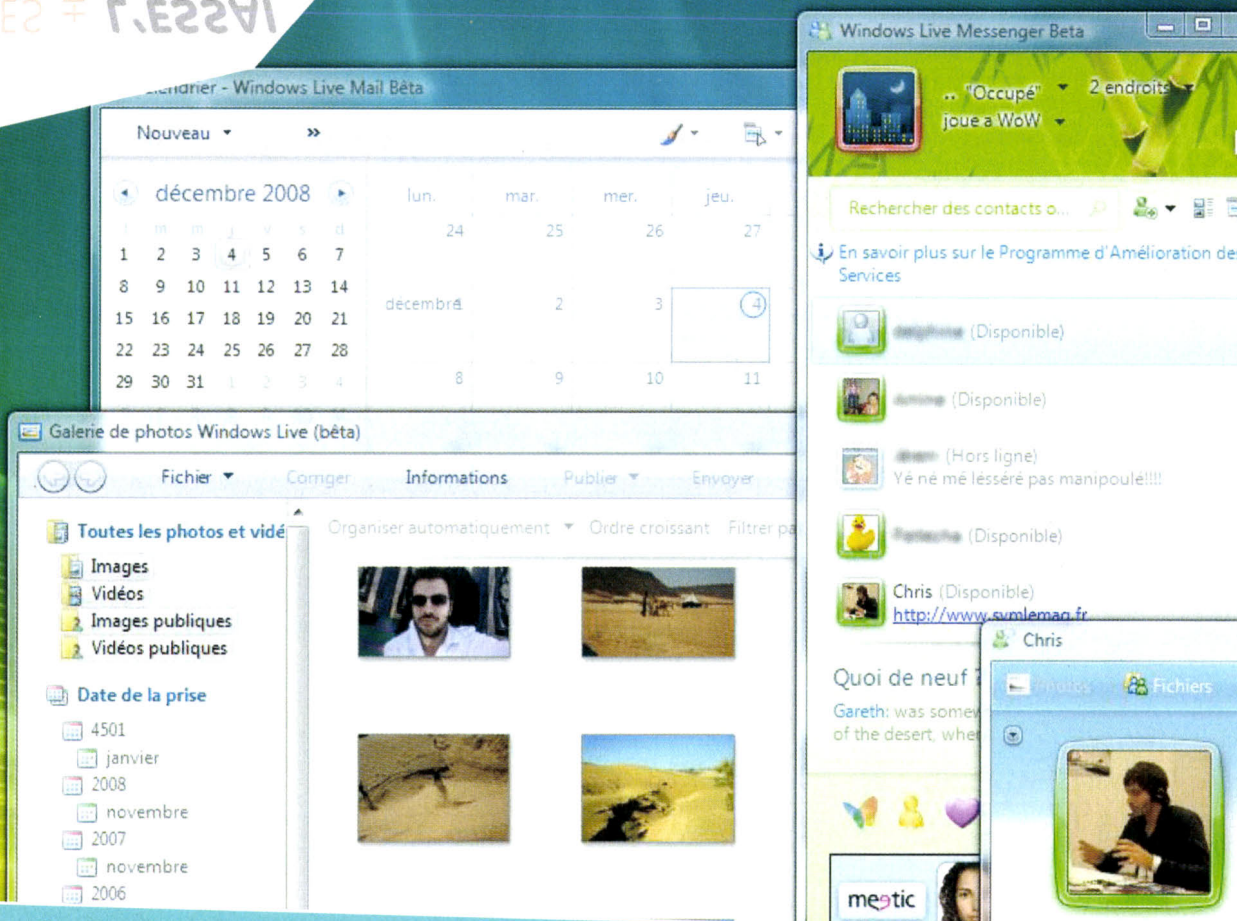 L'ESSAI
Calendrier - Windows Live Mail Bêta
Nouveau »
décembre 2008
l m m j v s d
1 2 3 4 5 6 7
8 9 10 11 12 13 14
15 16 17 18 19 20 21
22 23 24 25 26 27 28
29 30 31 1 2 3 4
lun. mar. mer. jeu.
24 25 26 27
décembre 1 2 3 4
8 9 10 11
Galerie de photos Windows Live (bêta)
Fichier Corriger Informations Publier Envoyer
Toutes les photos et vidé
Images
Vidéos
Images publiques
Vidéos publiques
Date de la prise
4501
janvier
2008
novembre
2007
novembre
2006
Organiser automatiquement Ordre croissant Filtrer pa
Windows Live Messenger Beta
.. "Occupé" 2 endroits
joue a WoW
Rechercher des contacts o...
En savoir plus sur le Programme d'Amélioration des
Services
(Disponible)
(Disponible)
(Hors ligne)
Yé né mé lésséré pas manipoulé!!!!
(Disponible)
Chris (Disponible)
http://www.svmlemag.fr
Quoi de neuf ?
Gareth: was somew
of the desert, wher
meetic
Chris
Photos Fichiers